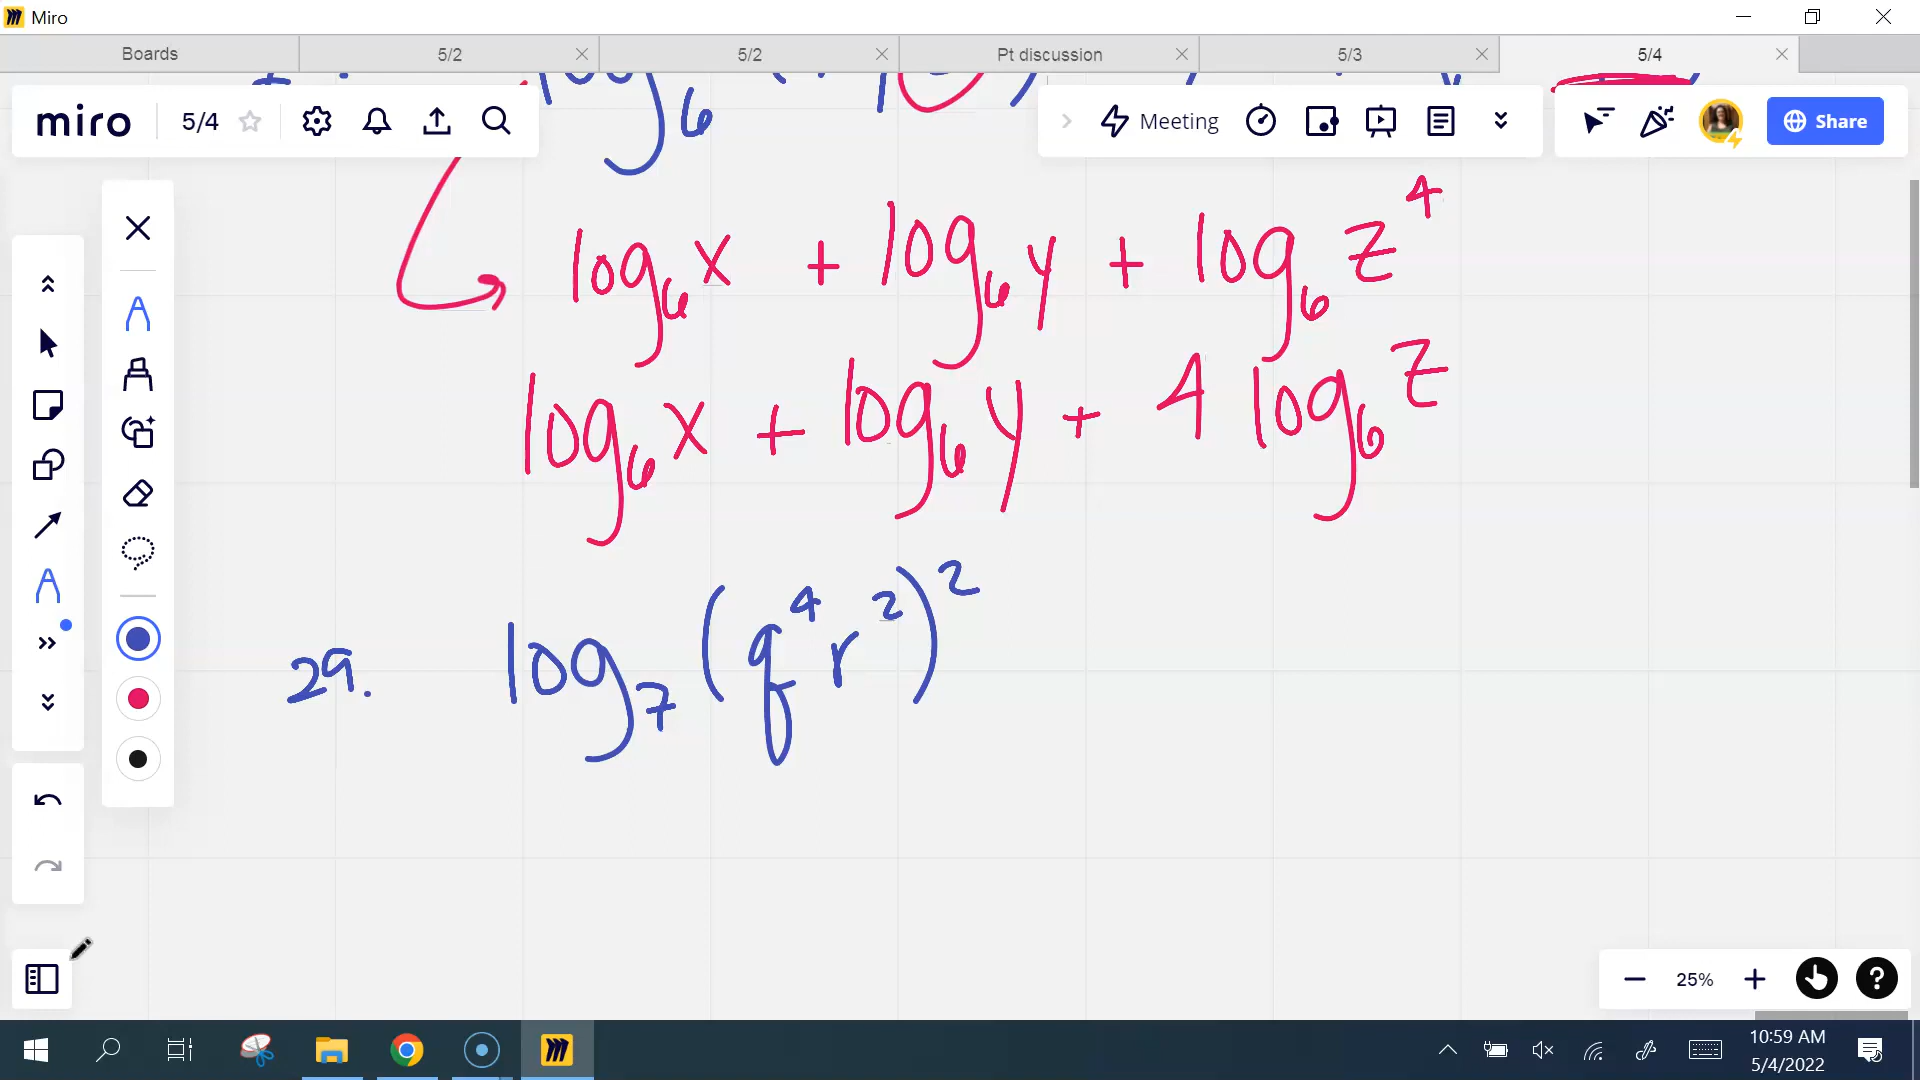 Miro
Boards 5/2 5/2 Pt discussion 5/3 5/4
miro 5/4 Meeting Share
log₆
log₆x + log₆y + log₆z⁴
log₆x + log₆y + 4 log₆z
29. log₇(q⁴r²)²
25%
10:59 AM
5/4/2022